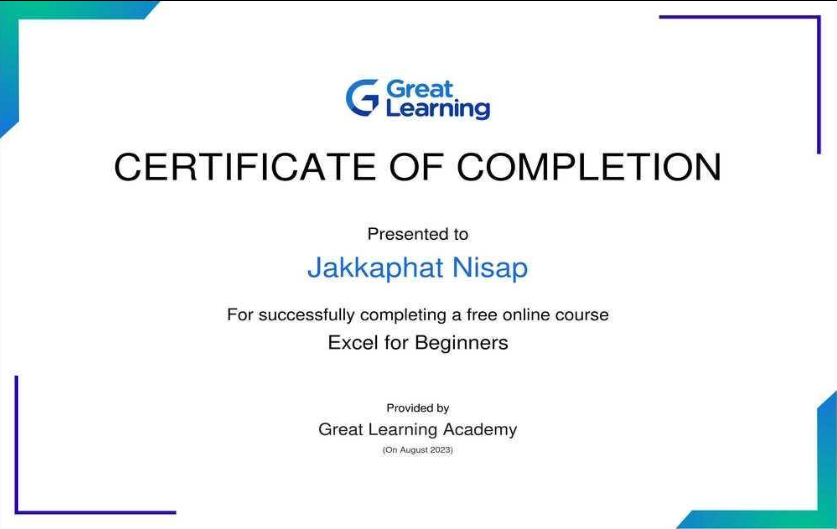 Great
Learning
CERTIFICATE OF COMPLETION
Presented to
Jakkaphat Nisap
For successfully completing a free online course
Excel for Beginners
Provided by
Great Learning Academy
(On August 2023)